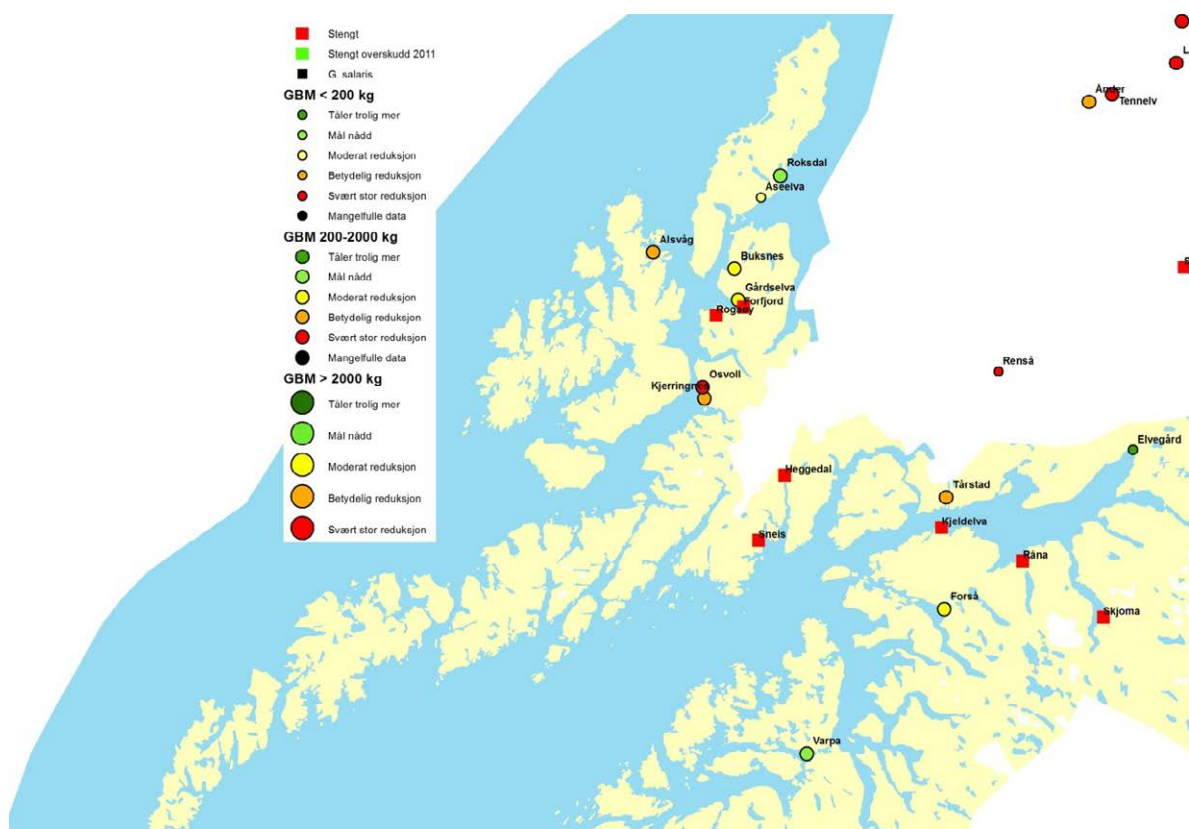 Stengt
Stengt overskudd 2011
G. salaris
GBM < 200 kg
Tåler trolig mer
Mål nådd
Moderat reduksjon
Betydelig reduksjon
Svært stor reduksjon
Mangelfulle data
GBM 200-2000 kg
Tåler trolig mer
Mål nådd
Moderat reduksjon
Betydelig reduksjon
Svært stor reduksjon
Mangelfulle data
GBM > 2000 kg
Tåler trolig mer
Mål nådd
Moderat reduksjon
Betydelig reduksjon
Svært stor reduksjon
Ånder
Tennelv
Roksdal
Åseelva
Alsvåg
Buksnes
Gårdselva
Forfjord
Rogsøy
Renså
Osvoll
Elvegård
Heggedal
Tårstad
Kjeldelva
Sneis
Råna
Forså
Skjoma
Varpa